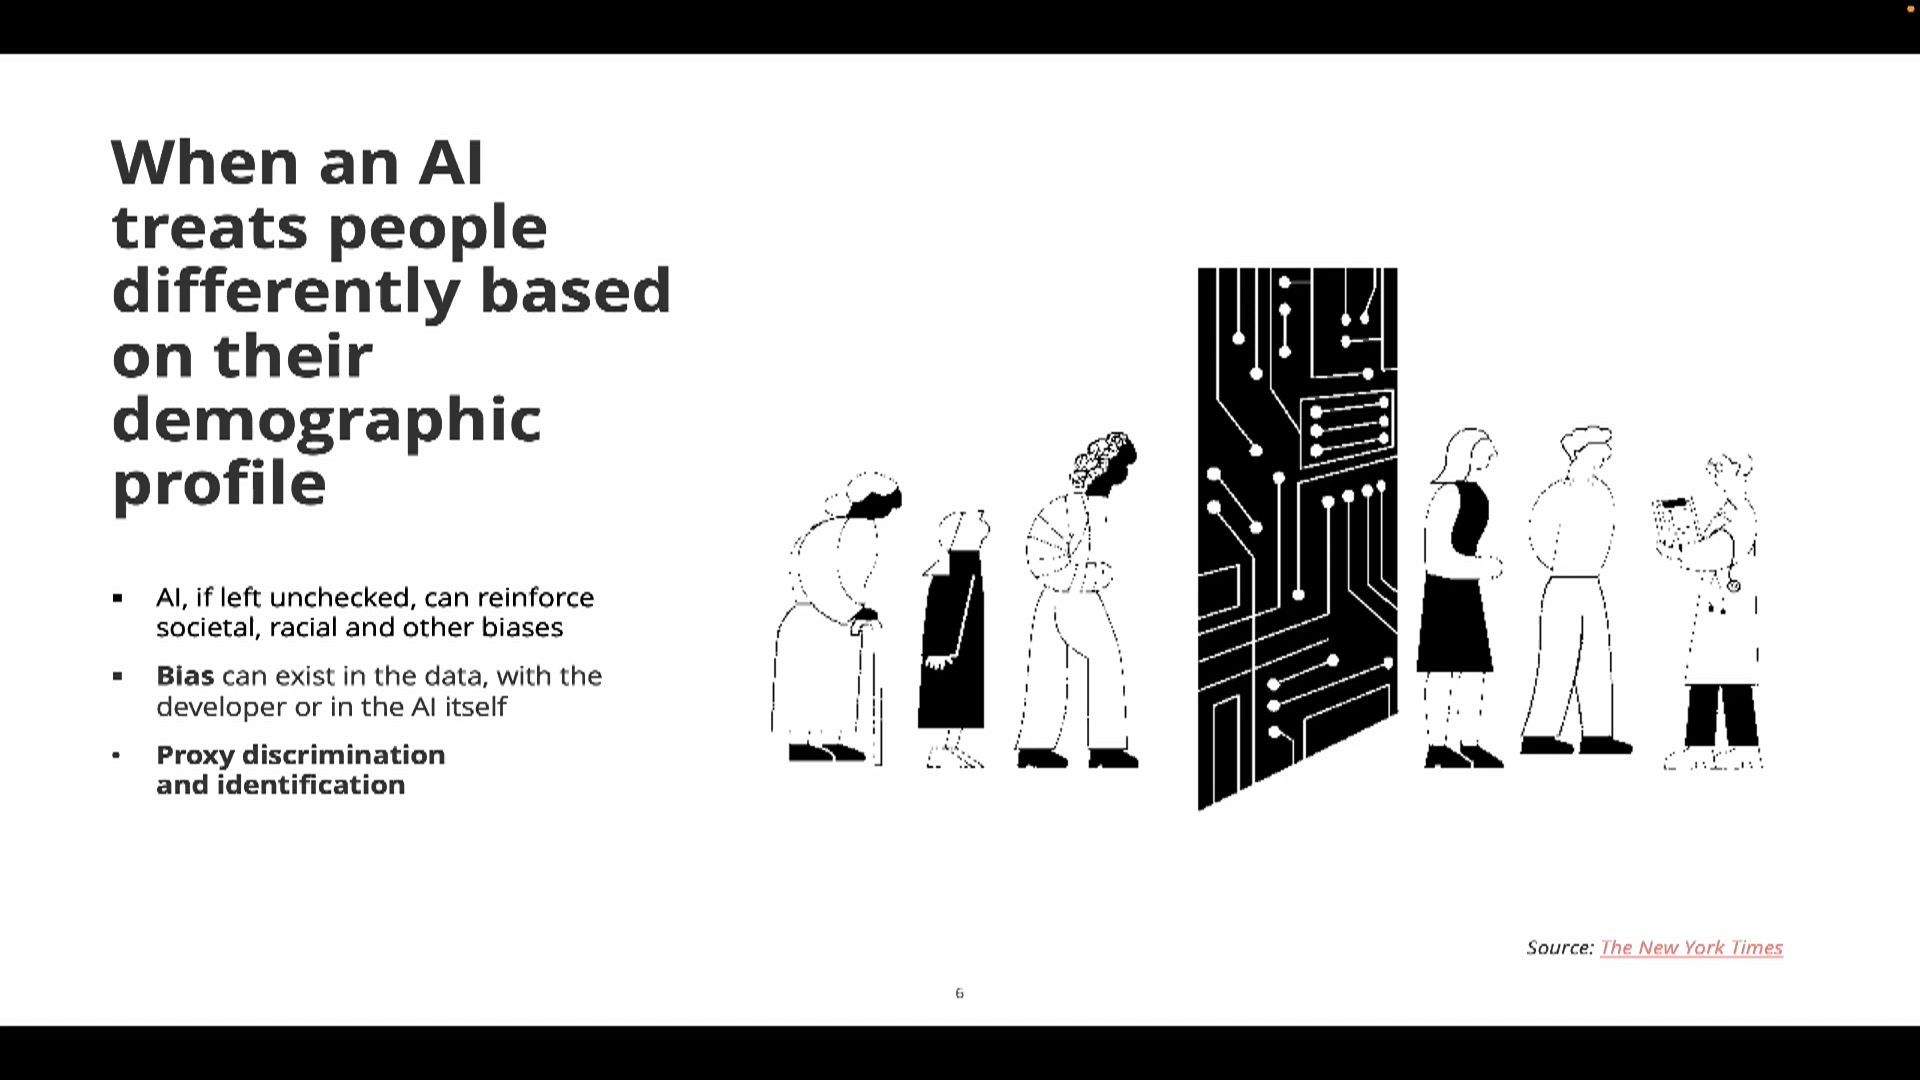 When an AI
treats people
differently based
on their
demographic
profile
▪ AI, if left unchecked, can reinforce
societal, racial and other biases
▪ Bias can exist in the data, with the
developer or in the AI itself
• Proxy discrimination
and identification
Source: The New York Times
6